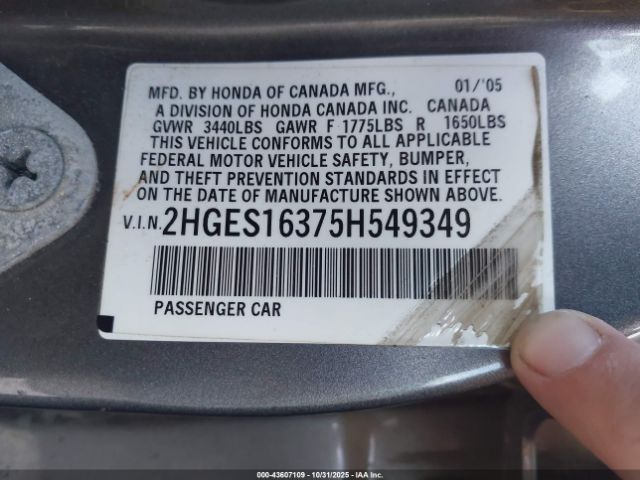 MFD. BY HONDA OF CANADA MFG., 01/'05
A DIVISION OF HONDA CANADA INC. CANADA
GVWR 3440LBS GAWR F 1775LBS R 1650LBS
THIS VEHICLE CONFORMS TO ALL APPLICABLE
FEDERAL MOTOR VEHICLE SAFETY, BUMPER,
AND THEFT PREVENTION STANDARDS IN EFFECT
ON THE DATE OF MANUFACTURE SHOWN ABOVE.
V.I.N. 2HGES16375H549349
PASSENGER CAR
000-43607109 - 10/31/2025 - © IAA Inc.